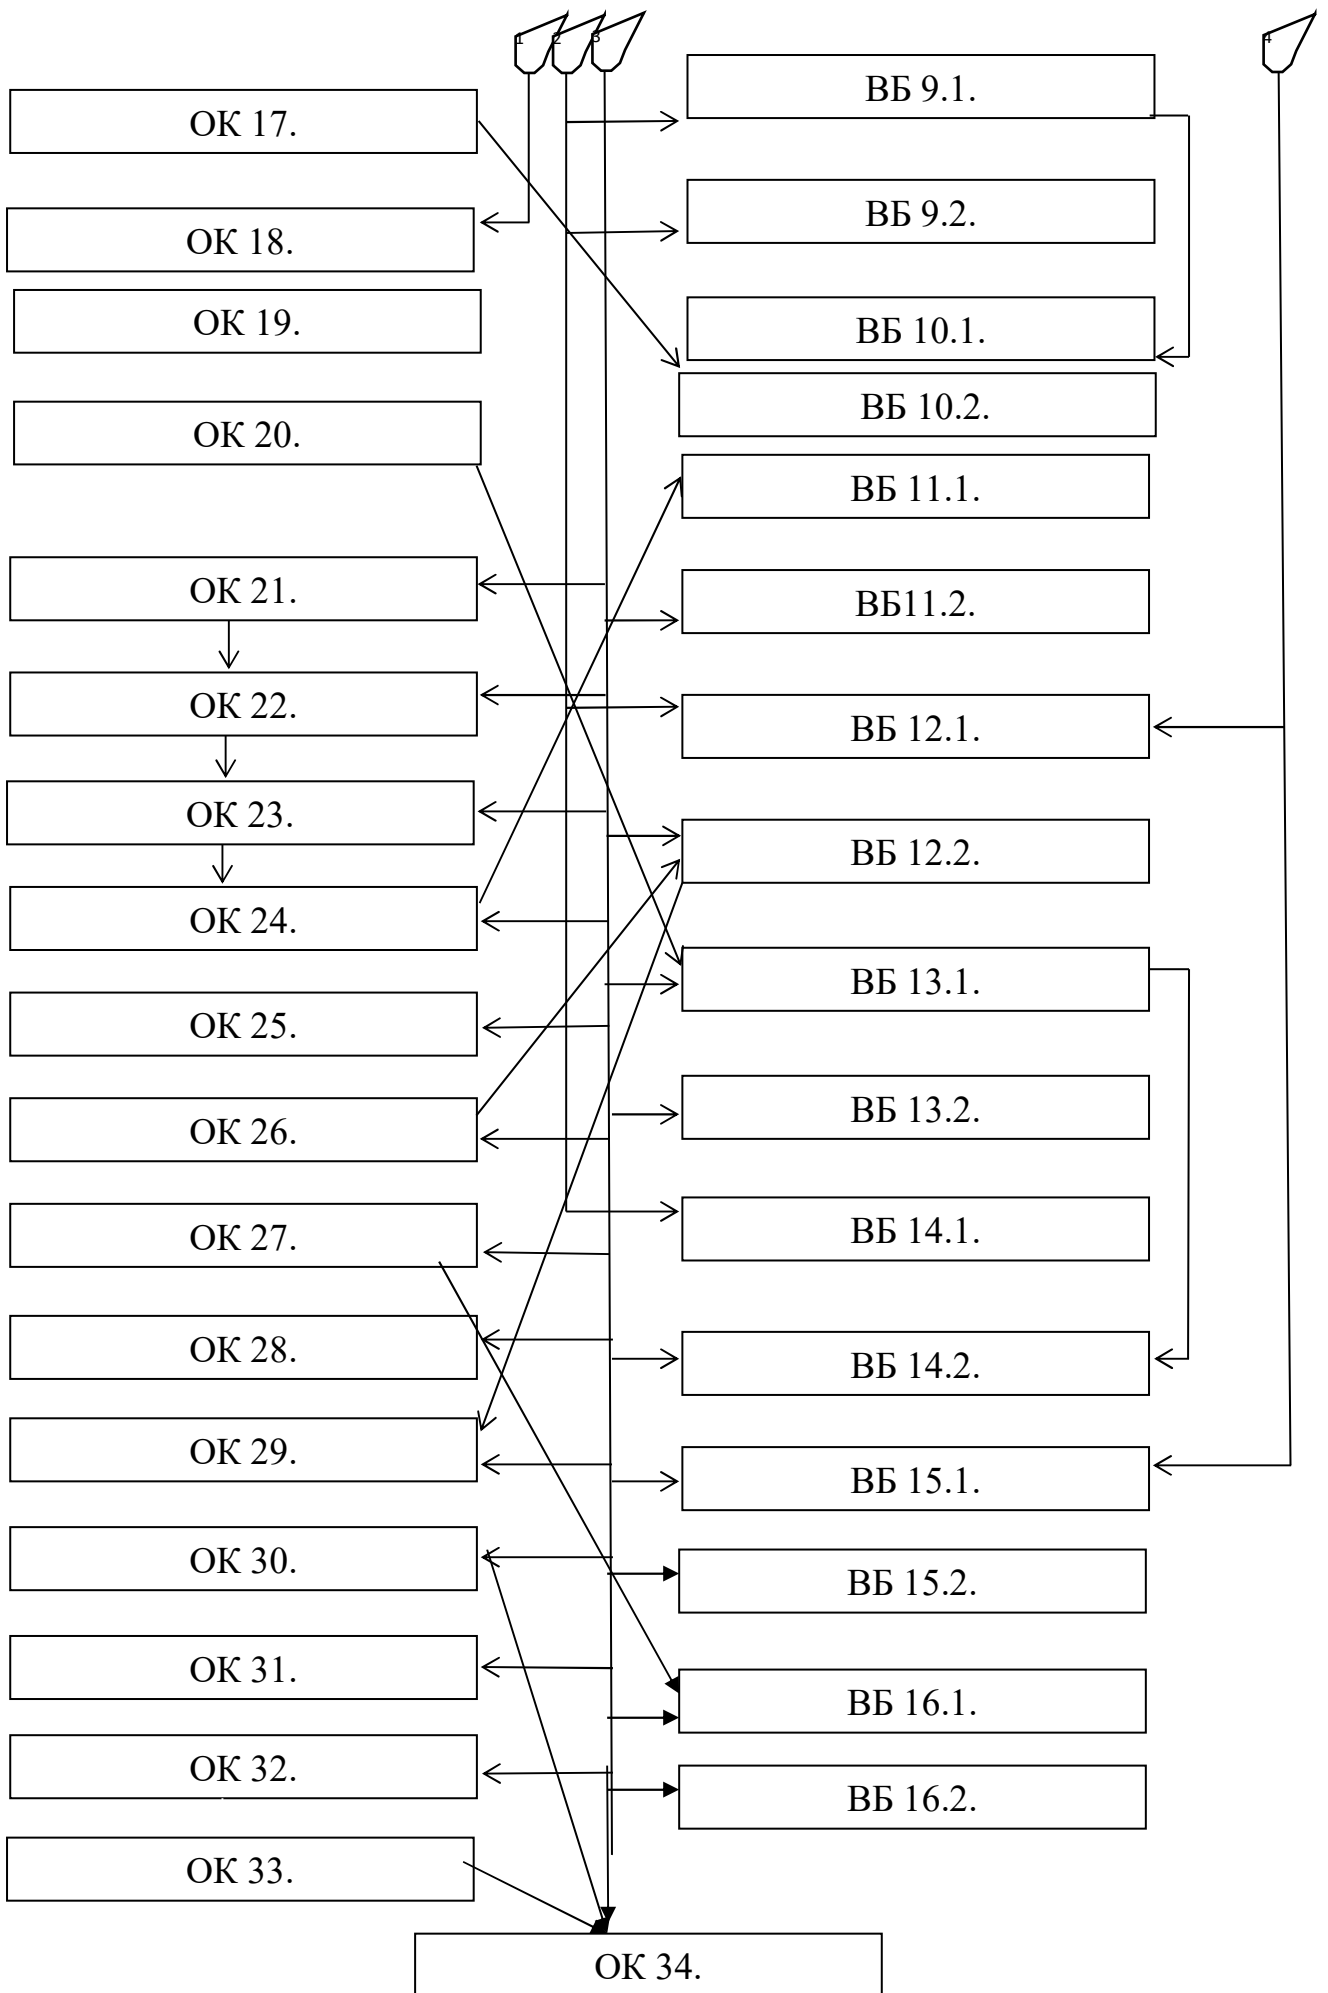 1
2
3
4
ОК 17.
ОК 18.
ОК 19.
ОК 20.
ОК 21.
ОК 22.
ОК 23.
ОК 24.
ОК 25.
ОК 26.
ОК 27.
ОК 28.
ОК 29.
ОК 30.
ОК 31.
ОК 32.
ОК 33.
ВБ 9.1.
ВБ 9.2.
ВБ 10.1.
ВБ 10.2.
ВБ 11.1.
ВБ11.2.
ВБ 12.1.
ВБ 12.2.
ВБ 13.1.
ВБ 13.2.
ВБ 14.1.
ВБ 14.2.
ВБ 15.1.
ВБ 15.2.
ВБ 16.1.
ВБ 16.2.
ОК 34.